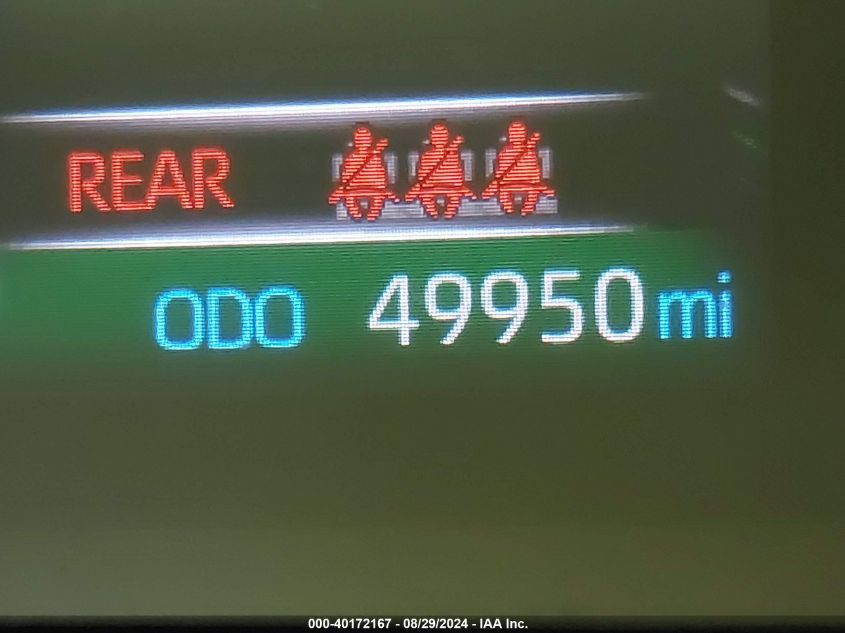 REAR
ODO 49950 mi
000-40172167 - 08/29/2024 - IAA Inc.